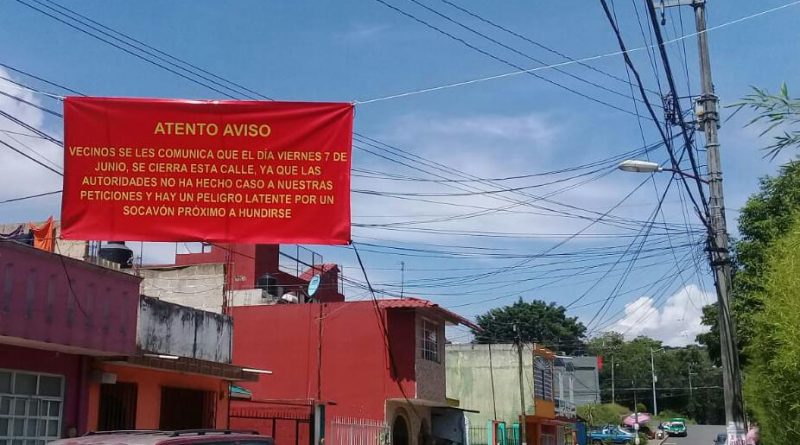 ATENTO AVISO
VECINOS SE LES COMUNICA QUE EL DÍA VIERNES 7 DE
JUNIO, SE CIERRA ESTA CALLE, YA QUE LAS
AUTORIDADES NO HA HECHO CASO A NUESTRAS
PETICIONES Y HAY UN PELIGRO LATENTE POR UN
SOCAVÓN PRÓXIMO A HUNDIRSE